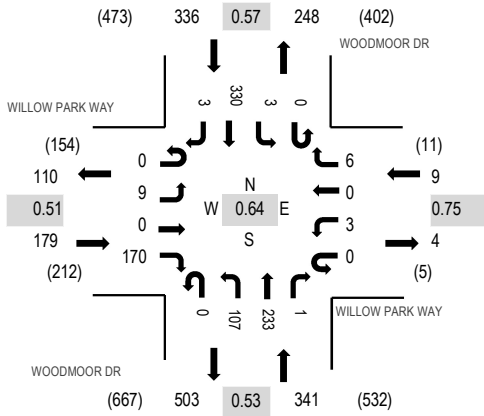 (473) 336 0.57 248 (402)
WOODMOOR DR
3 330 3 0
WILLOW PARK WAY
(154) 0 6 (11)
110 9 N 0 9
0.51 W 0.64 E 0.75
179 0 S 3 4
(212) 170 0 (5)
0 107 233 1
WILLOW PARK WAY
WOODMOOR DR
(667) 503 0.53 341 (532)